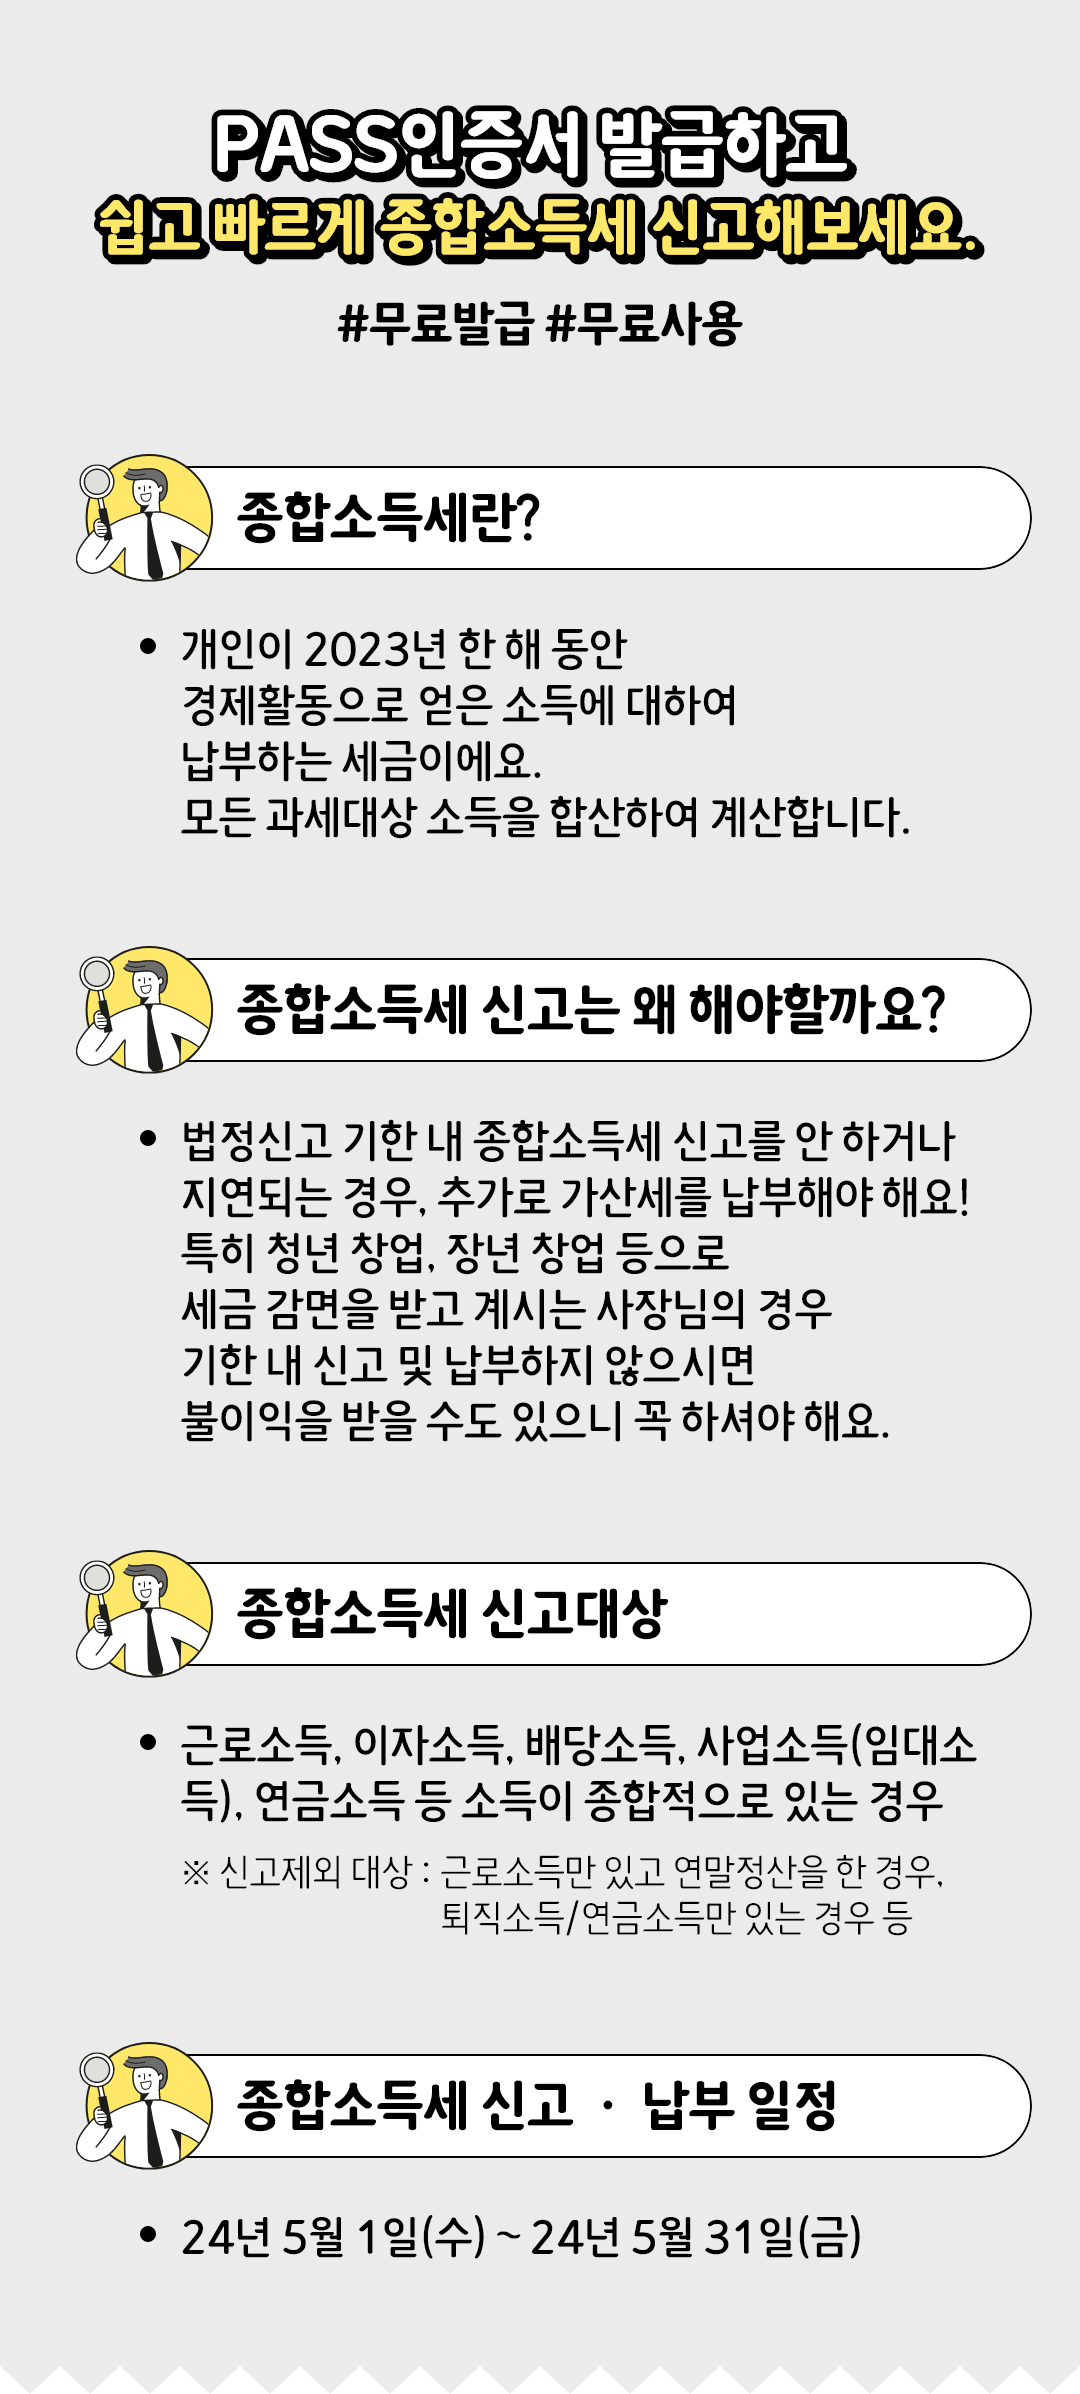 PASS인증서 발급하고
쉽고 빠르게 종합소득세 신고해보세요.
#무료발급 #무료사용
종합소득세란?
• 개인이 2023년 한 해 동안
경제활동으로 얻은 소득에 대하여
납부하는 세금이에요.
모든 과세대상 소득을 합산하여 계산합니다.
종합소득세 신고는 왜 해야할까요?
• 법정신고 기한 내 종합소득세 신고를 안 하거나
지연되는 경우, 추가로 가산세를 납부해야 해요!
특히 청년 창업, 장년 창업 등으로
세금 감면을 받고 계시는 사장님의 경우
기한 내 신고 및 납부하지 않으시면
불이익을 받을 수도 있으니 꼭 하셔야 해요.
종합소득세 신고대상
• 근로소득, 이자소득, 배당소득, 사업소득(임대소
득), 연금소득 등 소득이 종합적으로 있는 경우
※ 신고제외 대상 : 근로소득만 있고 연말정산을 한 경우,
퇴직소득/연금소득만 있는 경우 등
종합소득세 신고 · 납부 일정
• 24년 5월 1일(수) ~ 24년 5월 31일(금)